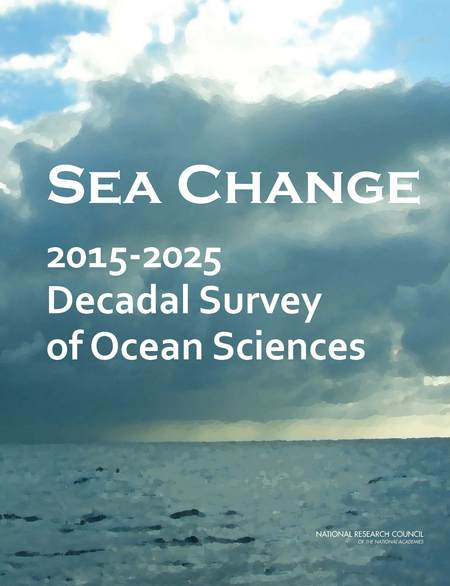 SEA CHANGE
2015-2025
Decadal Survey
of Ocean Sciences
NATIONAL RESEARCH COUNCIL
OF THE NATIONAL ACADEMIES